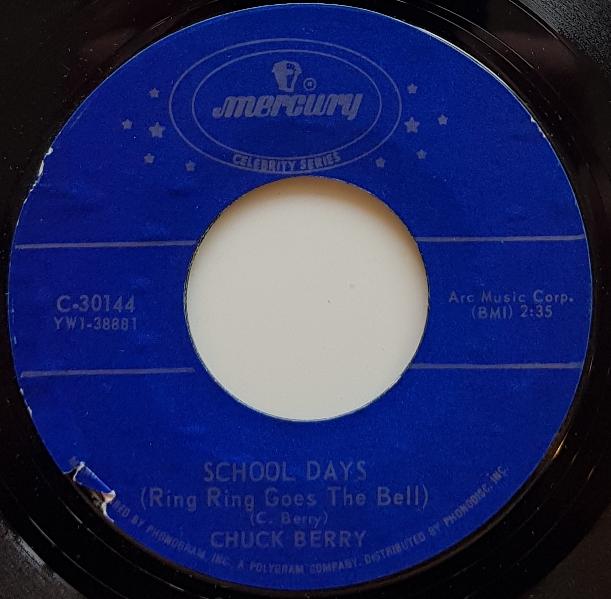 ®
mercury
CELEBRITY SERIES
C-30144
YW1-38881
Arc Music Corp.
(BMI) 2:35
SCHOOL DAYS
(Ring Ring Goes The Bell)
(C. Berry)
CHUCK BERRY
BY PHONOGRAM, INC., A POLYGRAM COMPANY. DISTRIBUTED BY PHONODISC, INC.